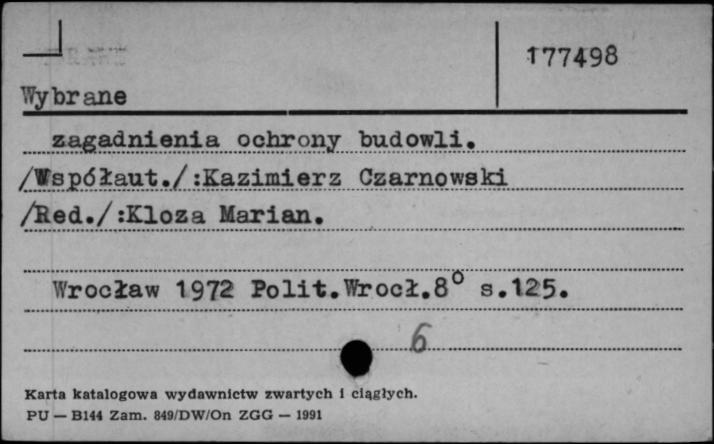 177498
Wybrane
zagadnienia ochrony budowli.
/Współaut./:Kazimierz Czarnowski
/Red./:Kloza Marian.
Wrocław 1972 Polit.Wrocł.8° s.125.
6
Karta katalogowa wydawnictw zwartych i ciągłych.
PU — B144 Zam. 849/DW/On ZGG — 1991